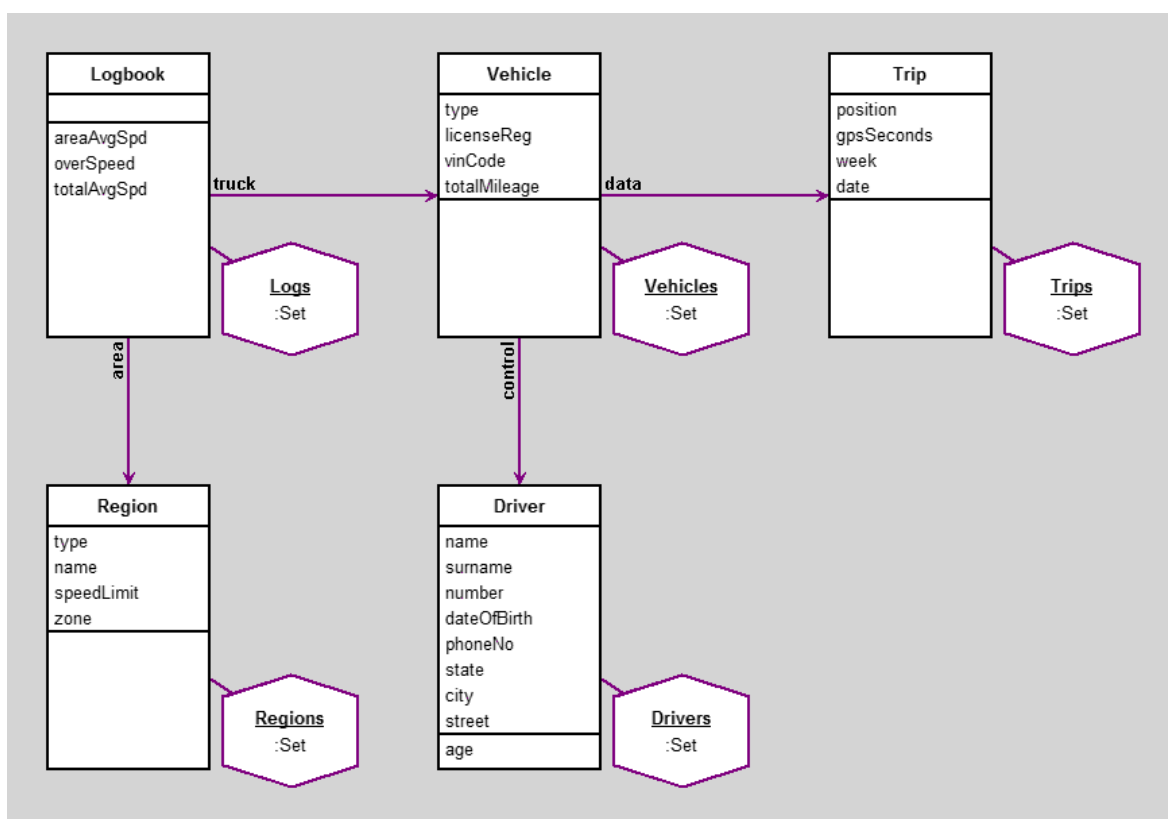 Logbook
areaAvgSpd
overSpeed
totalAvgSpd
truck
Logs
:Set
area
Vehicle
type
licenseReg
vinCode
totalMileage
data
Vehicles
:Set
control
Trip
position
gpsSeconds
week
date
Trips
:Set
Region
type
name
speedLimit
zone
Regions
:Set
Driver
name
surname
number
dateOfBirth
phoneNo
state
city
street
age
Drivers
:Set